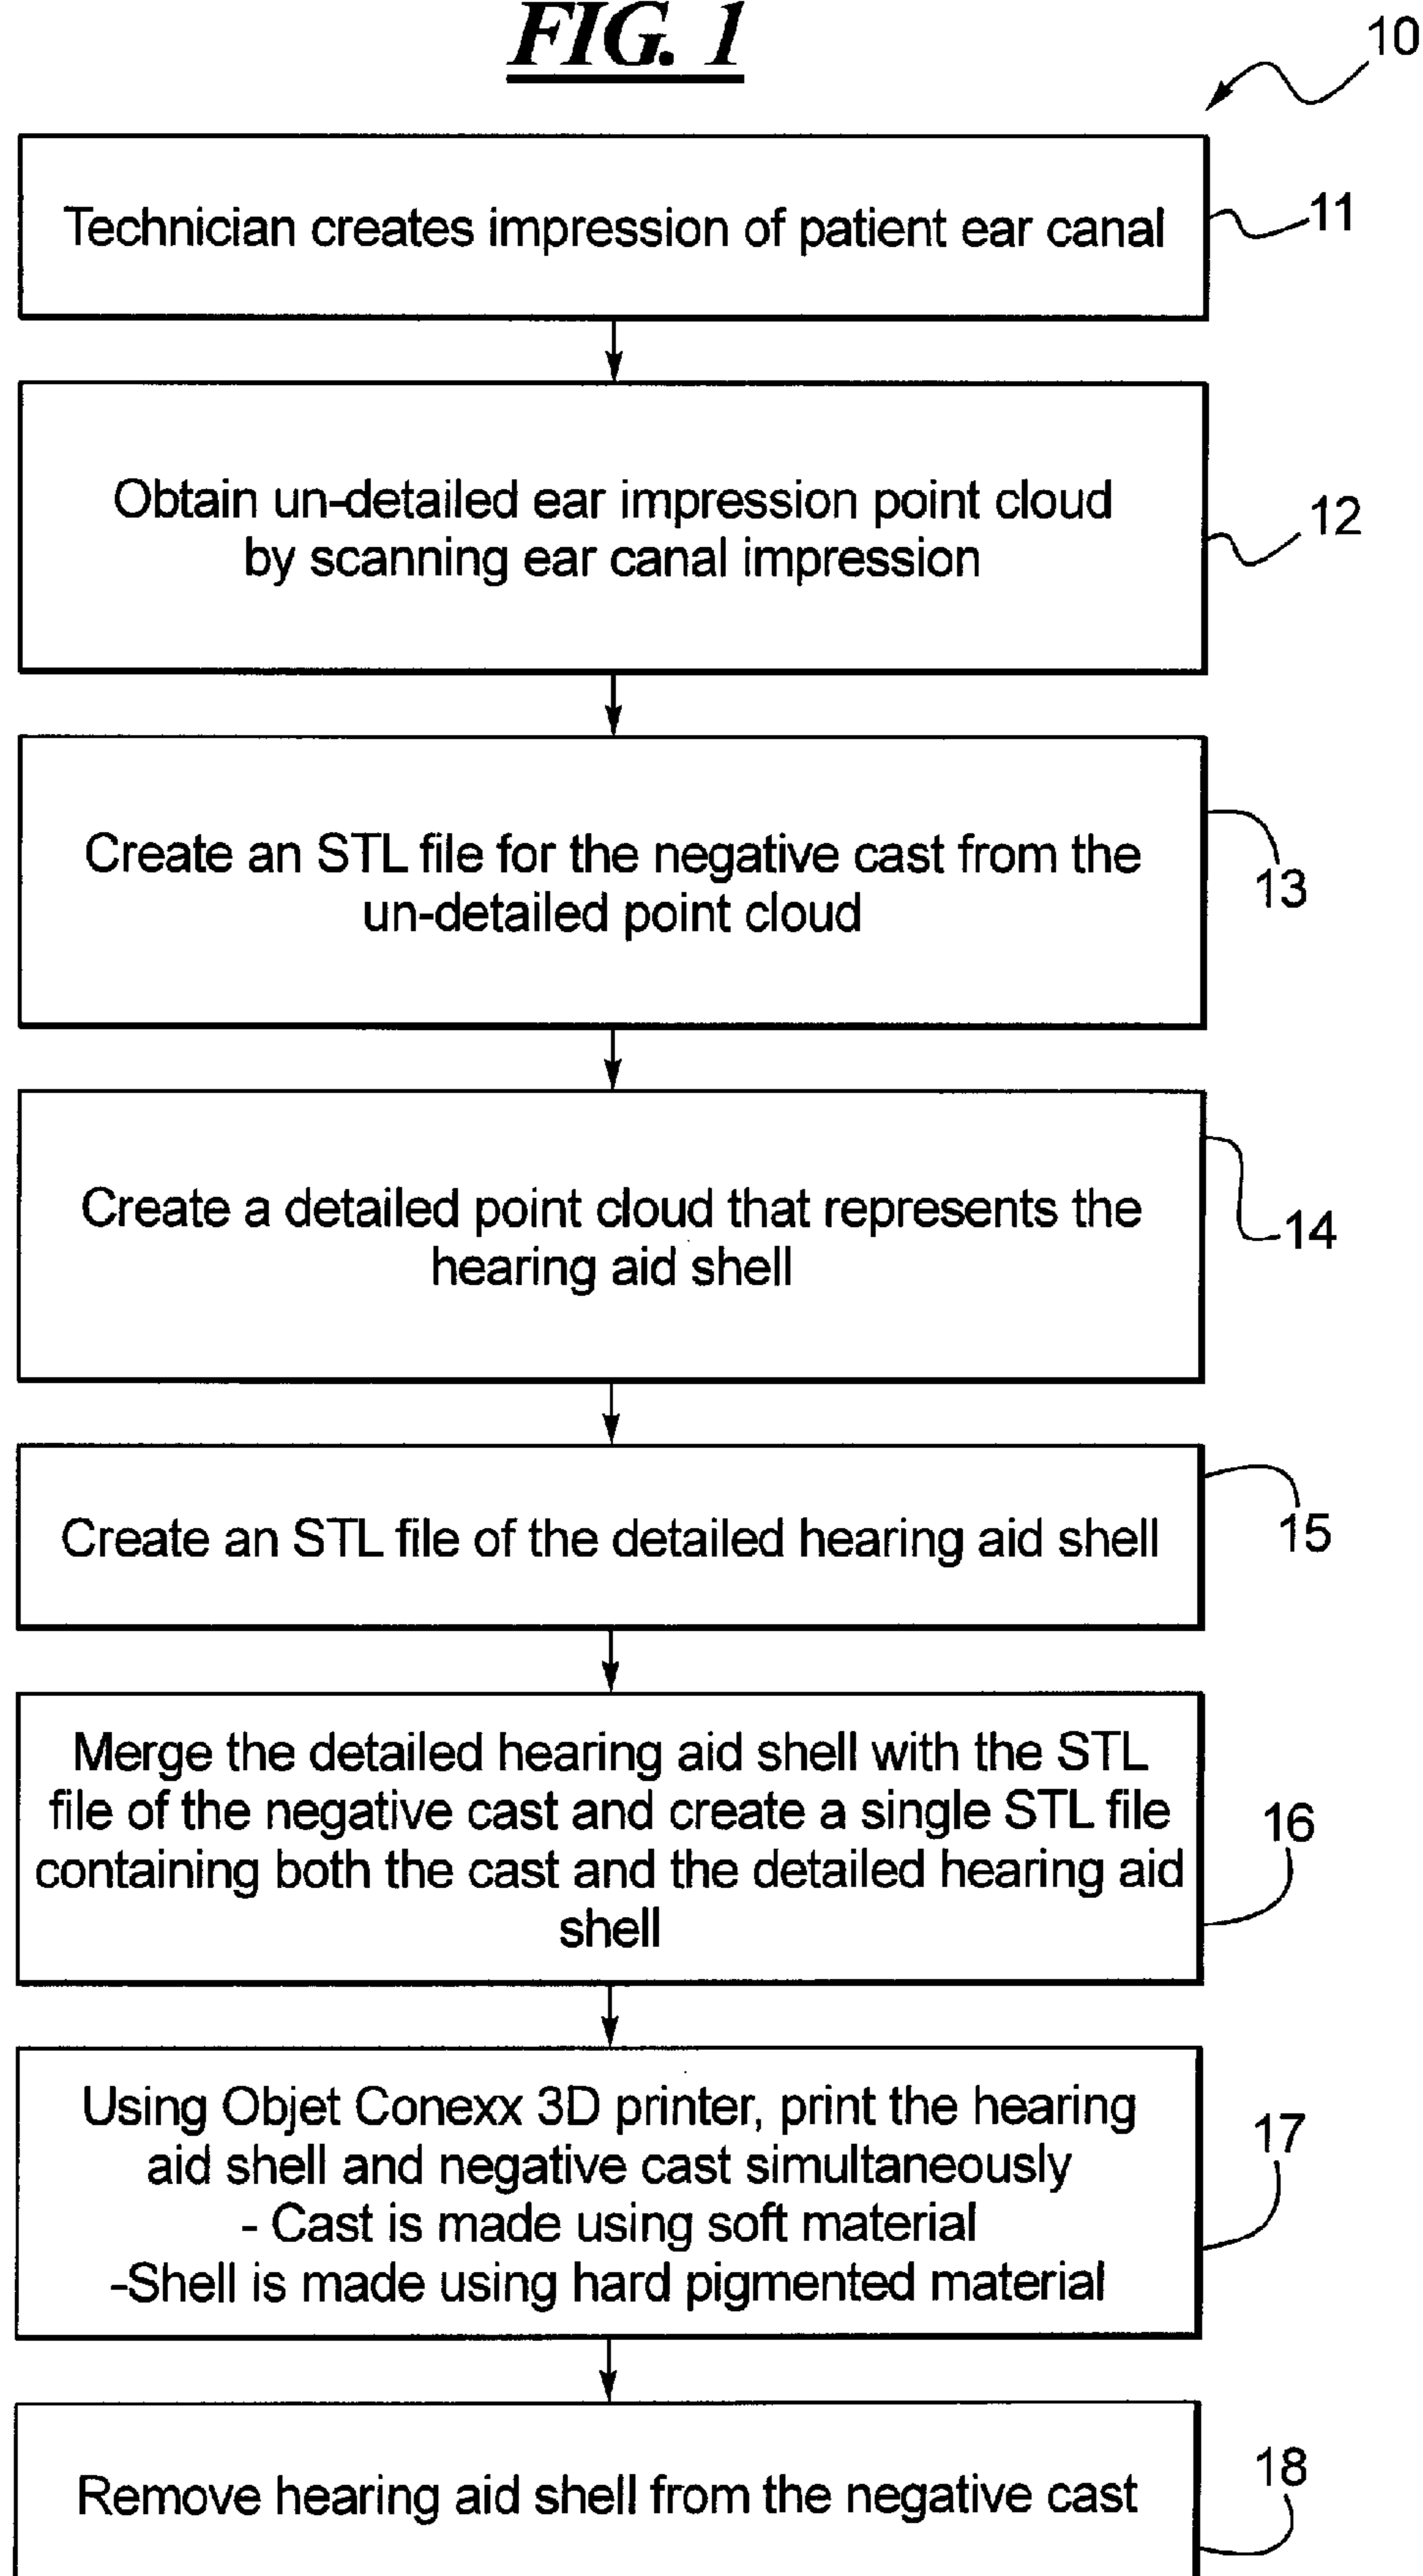 FIG. 1
10
Technician creates impression of patient ear canal
11
Obtain un-detailed ear impression point cloud
by scanning ear canal impression
12
Create an STL file for the negative cast from the
un-detailed point cloud
13
Create a detailed point cloud that represents the
hearing aid shell
14
Create an STL file of the detailed hearing aid shell
15
Merge the detailed hearing aid shell with the STL
file of the negative cast and create a single STL file
containing both the cast and the detailed hearing aid
shell
16
Using Objet Conexx 3D printer, print the hearing
aid shell and negative cast simultaneously
- Cast is made using soft material
-Shell is made using hard pigmented material
17
Remove hearing aid shell from the negative cast
18